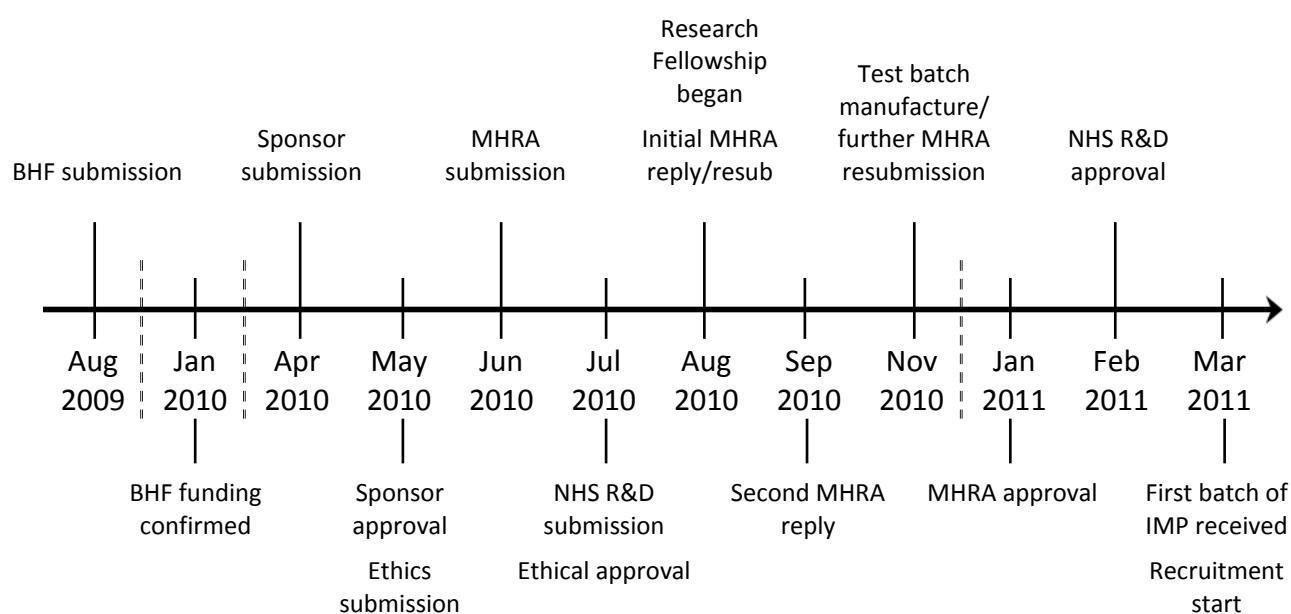 Research
Fellowship
began
Test batch
manufacture/
further MHRA
resubmission
BHF submission
Sponsor
submission
MHRA
submission
Initial MHRA
reply/resub
NHS R&D
approval
Aug
2009
Jan
2010
Apr
2010
May
2010
Jun
2010
Jul
2010
Aug
2010
Sep
2010
Nov
2010
Jan
2011
Feb
2011
Mar
2011
BHF funding
confirmed
Sponsor
approval
Ethics
submission
NHS R&D
submission
Ethical approval
Second MHRA
reply
MHRA approval
First batch of
IMP received
Recruitment
start